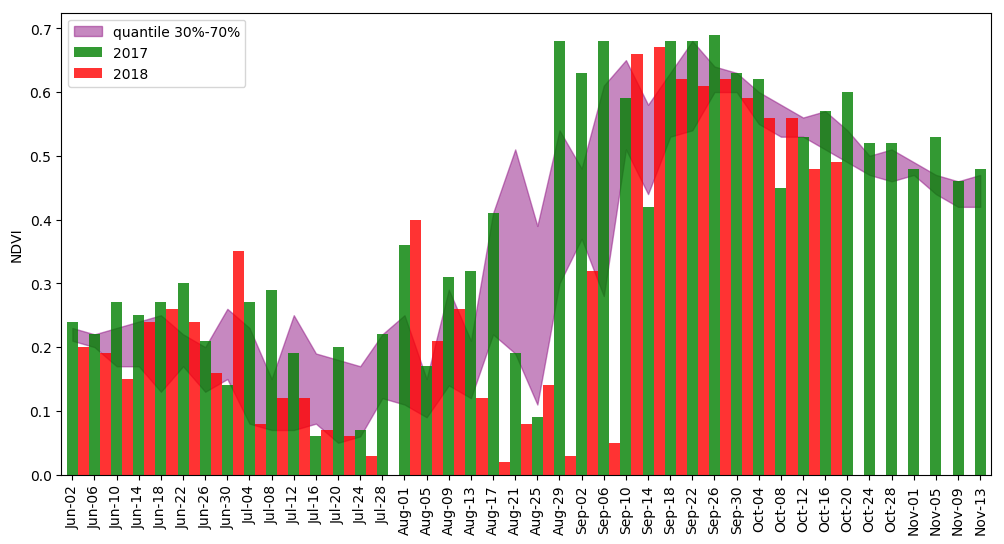 quantile 30%-70%
2017
2018
NDVI
0.7
0.6
0.5
0.4
0.3
0.2
0.1
0.0
Jun-02
Jun-06
Jun-10
Jun-14
Jun-18
Jun-22
Jun-26
Jun-30
Jul-04
Jul-08
Jul-12
Jul-16
Jul-20
Jul-24
Jul-28
Aug-01
Aug-05
Aug-09
Aug-13
Aug-17
Aug-21
Aug-25
Aug-29
Sep-02
Sep-06
Sep-10
Sep-14
Sep-18
Sep-22
Sep-26
Sep-30
Oct-04
Oct-08
Oct-12
Oct-16
Oct-20
Oct-24
Oct-28
Nov-01
Nov-05
Nov-09
Nov-13